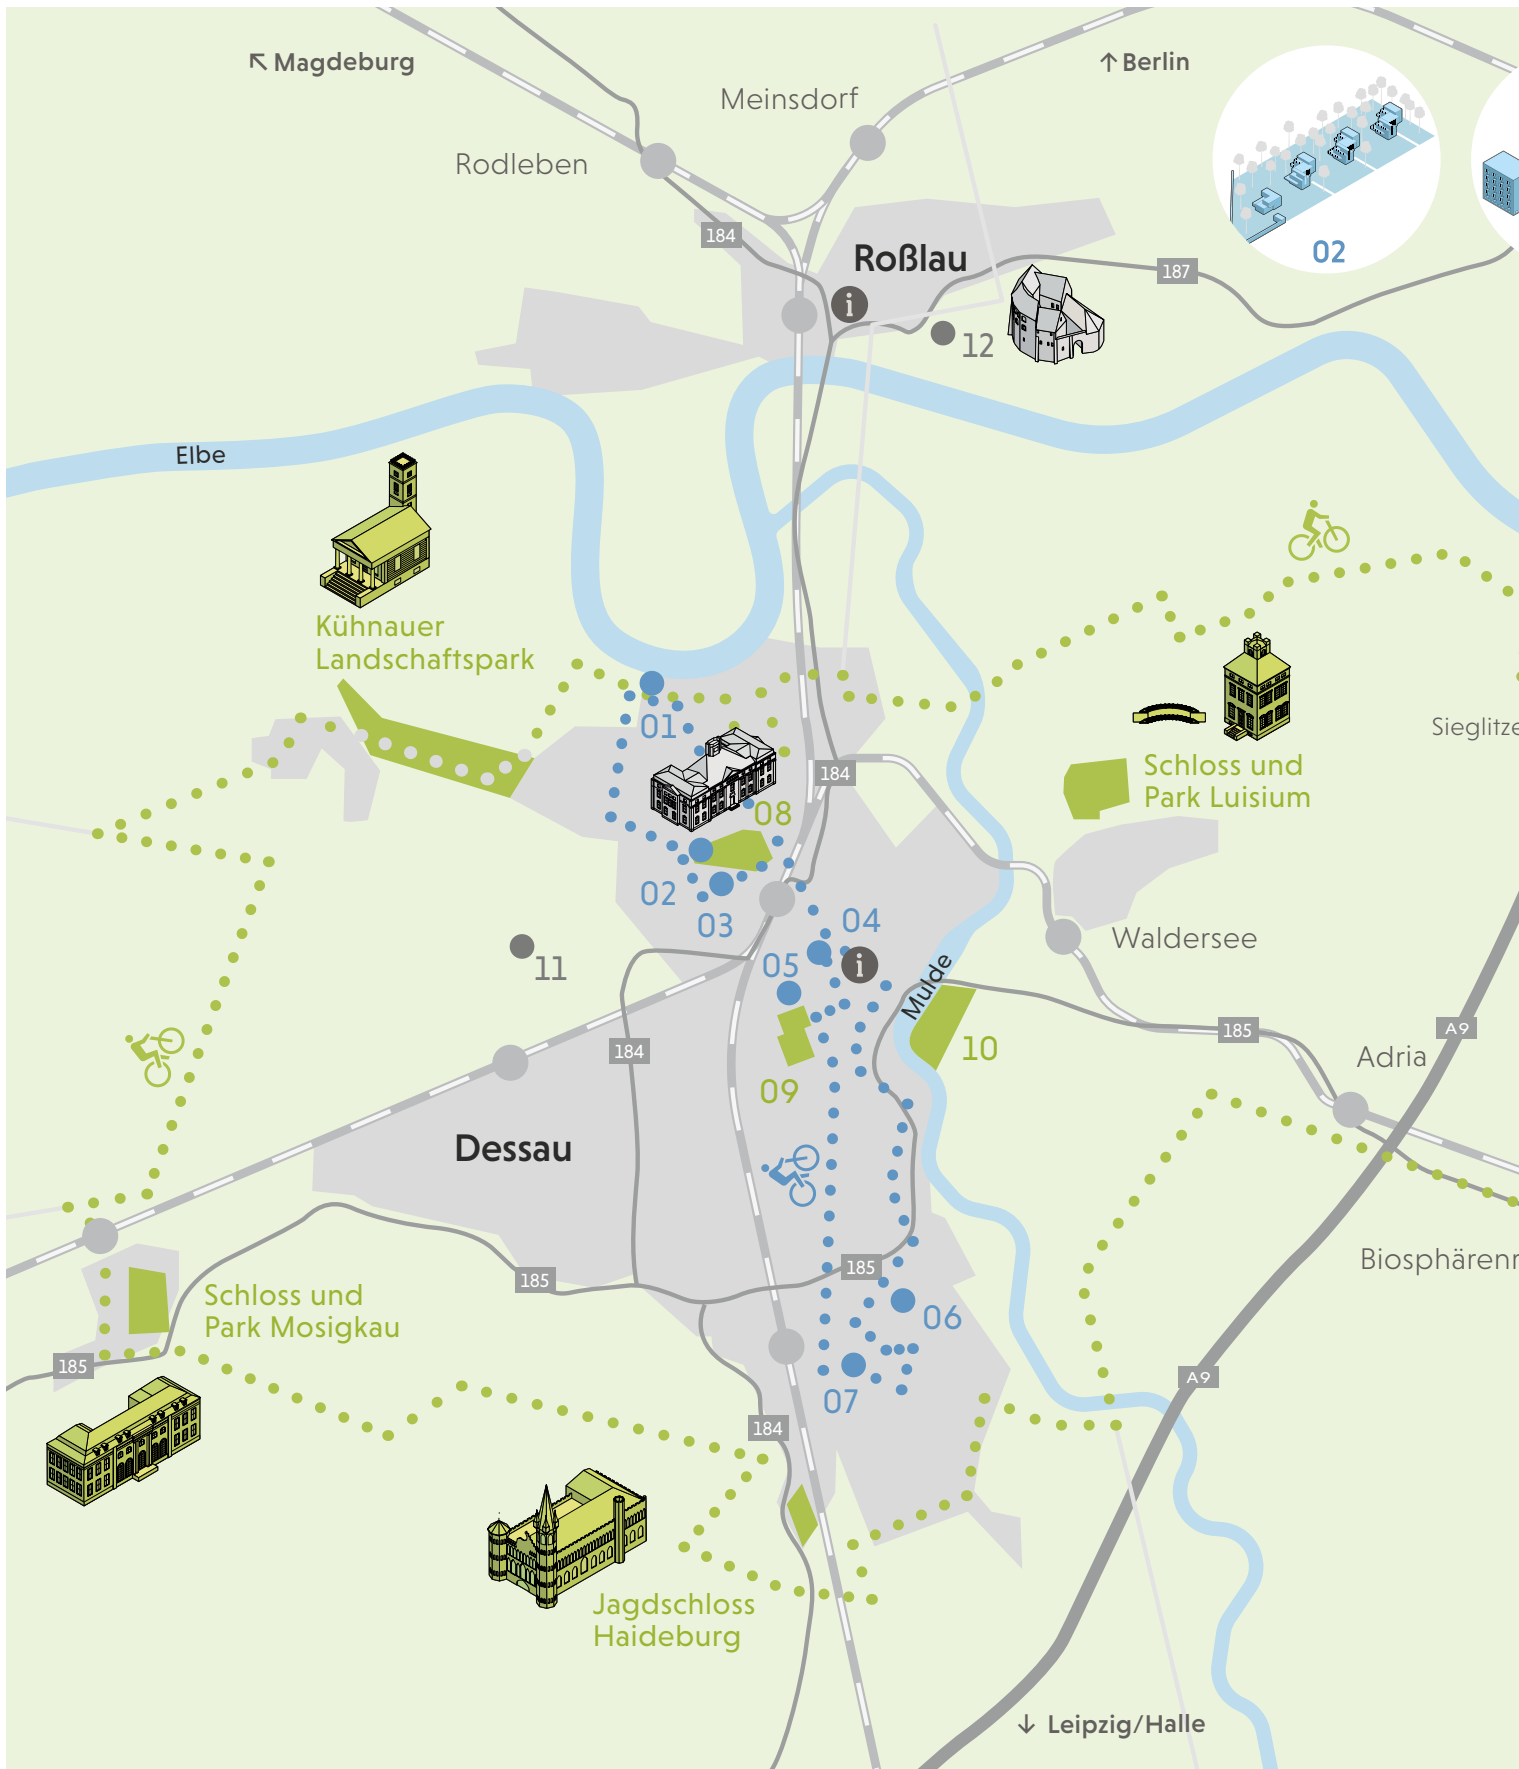 ↖ Magdeburg
↑ Berlin
Meinsdorf
Rodleben
184
Roßlau
02
187
i
12
Elbe
Kühnauer
Landschaftspark
01
Sieglitze
184
Schloss und
Park Luisium
08
02
03
04
Waldersee
11
05
i
Mulde
185
A9
184
10
Adria
09
Dessau
185
185
Biosphärenr
Schloss und
Park Mosigkau
06
185
A9
07
184
Jagdschloss
Haideburg
↓ Leipzig/Halle